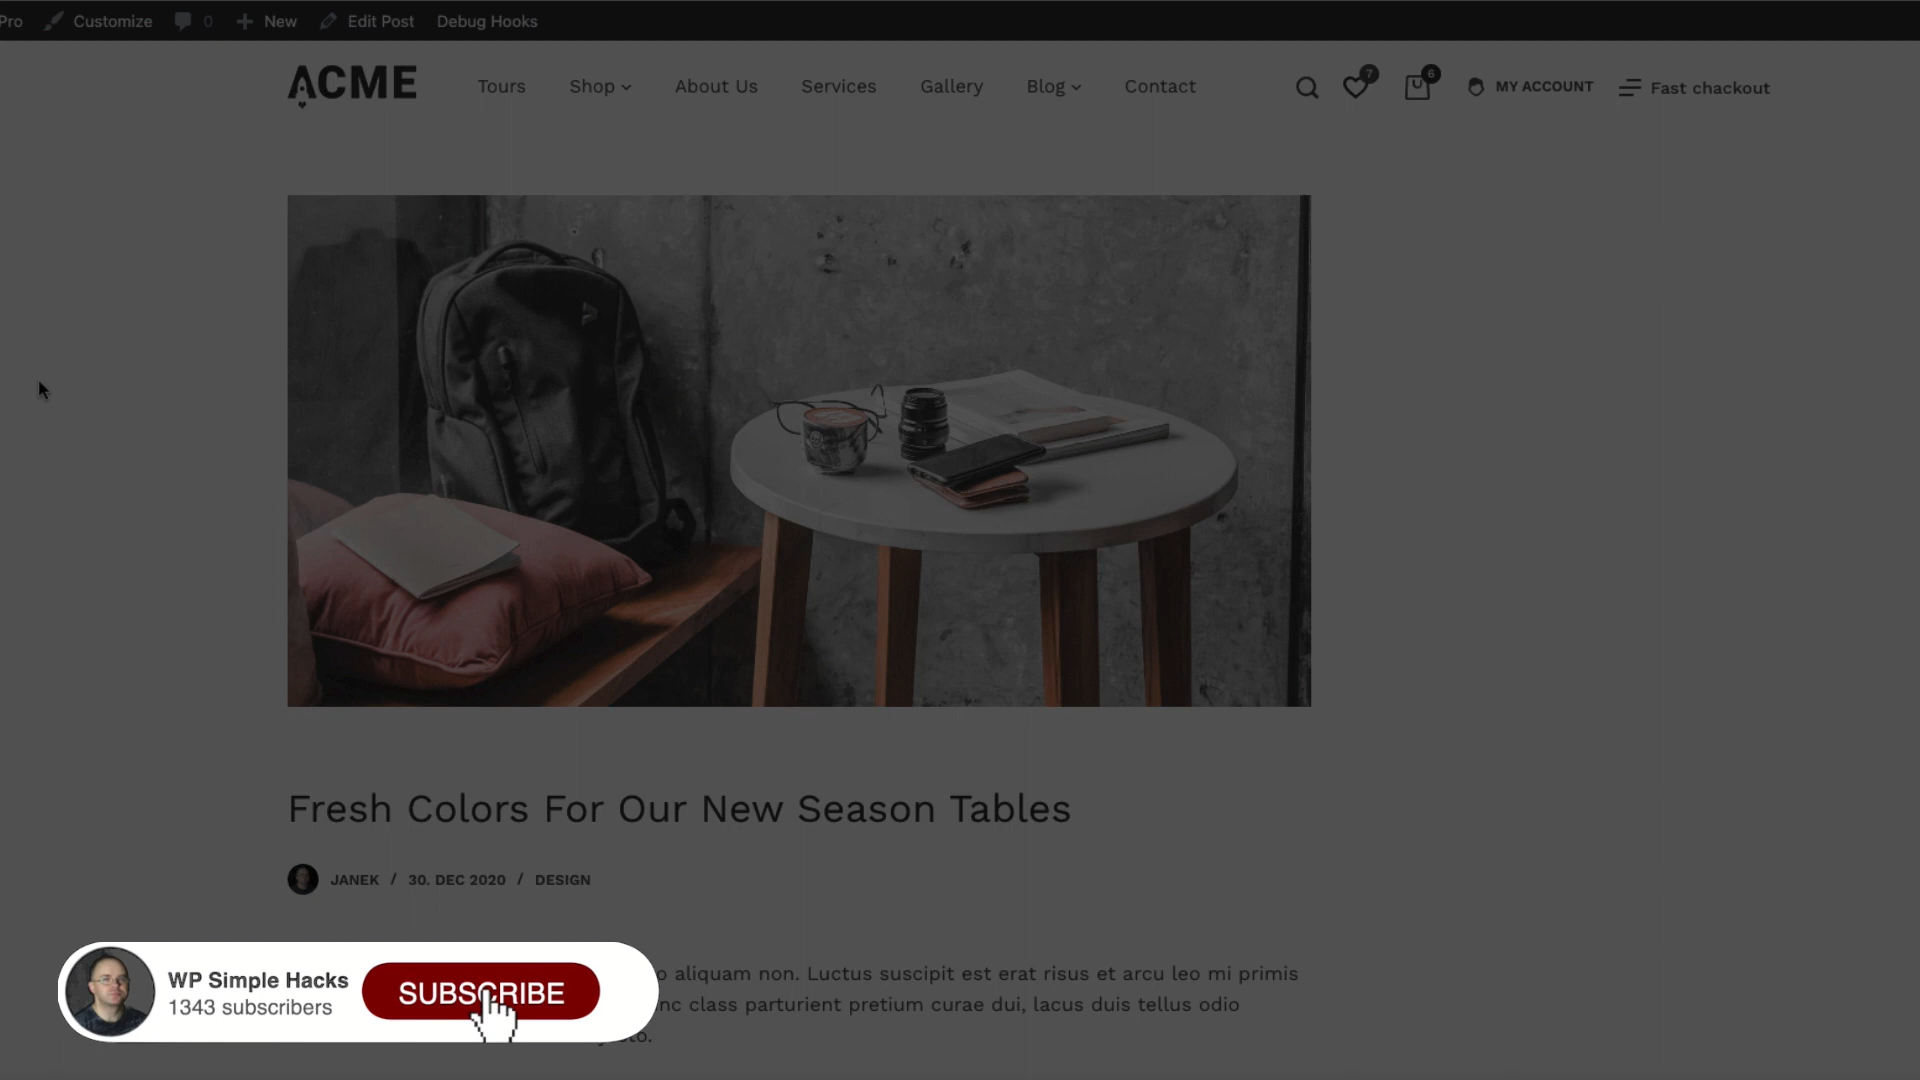 Pro Customize 0 New Edit Post Debug Hooks
ACME Tours Shop About Us Services Gallery Blog Contact 7 6 MY ACCOUNT Fast chackout
Fresh Colors For Our New Season Tables
JANEK / 30. DEC 2020 / DESIGN
aliquam non. Luctus suscipit est erat risus et arcu leo mi primis
class parturient pretium curae dui, lacus duis tellus odio
WP Simple Hacks
1343 subscribers
SUBSCRIBE